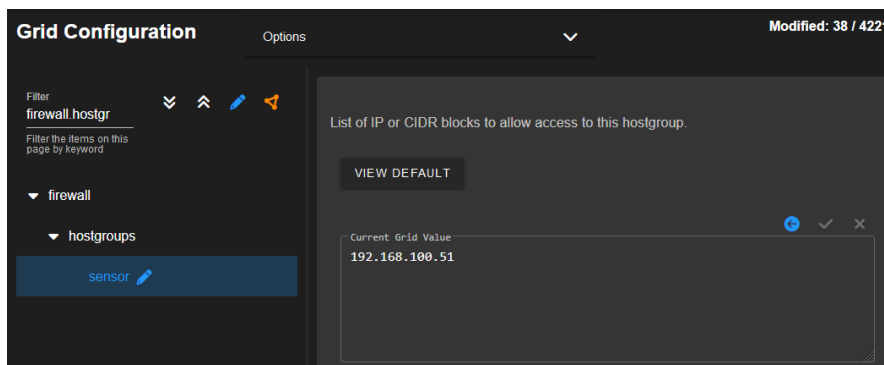 Grid Configuration
Options
Modified: 38 / 4221
Filter
firewall.hostgr
Filter the items on this
page by keyword
firewall
hostgroups
sensor
List of IP or CIDR blocks to allow access to this hostgroup.
VIEW DEFAULT
Current Grid Value
192.168.100.51